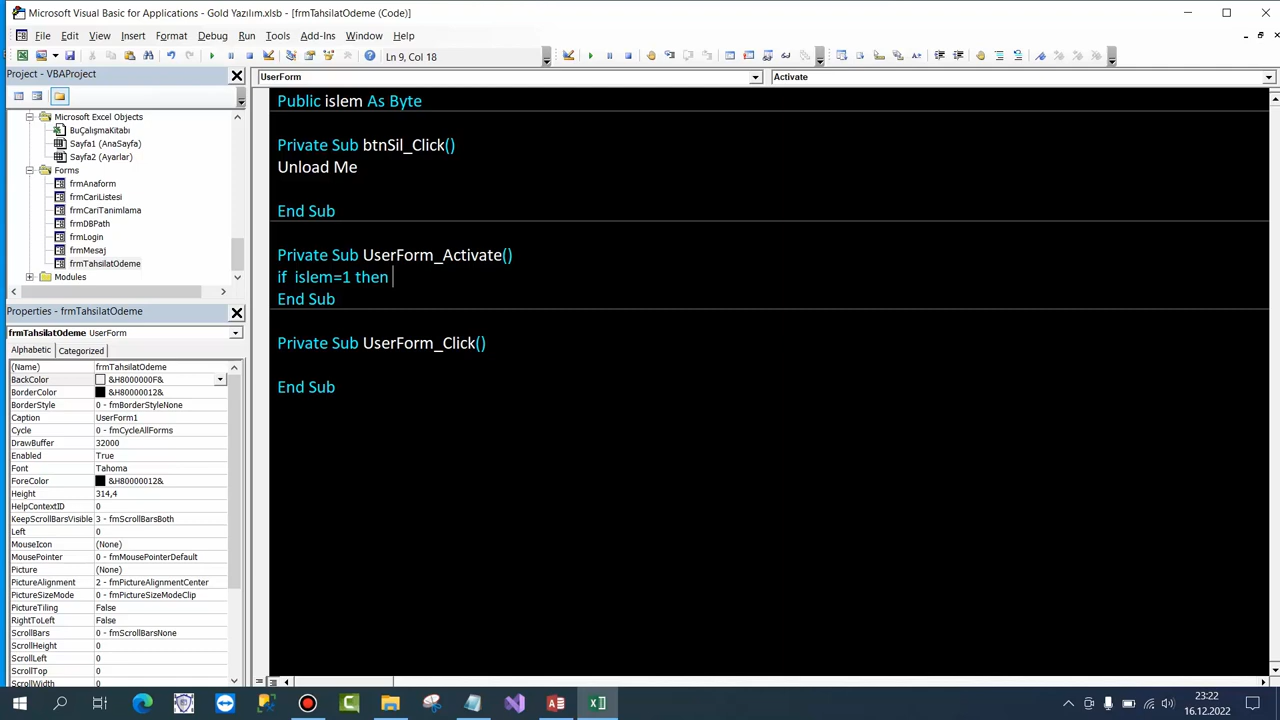 Microsoft Visual Basic for Applications - Gold Yazılım.xlsb - [frmTahsilatOdeme (Code)]
File Edit View Insert Format Debug Run Tools Add-Ins Window Help
Ln 9, Col 18
Project - VBAProject
Microsoft Excel Objects
BuÇalışmaKitabı
Sayfa1 (AnaSayfa)
Sayfa2 (Ayarlar)
Forms
frmAnaform
frmCariListesi
frmCariTanimlama
frmDBPath
frmLogin
frmMesaj
frmTahsilatOdeme
Modules
Properties - frmTahsilatOdeme
frmTahsilatOdeme UserForm
Alphabetic Categorized
(Name) frmTahsilatOdeme
BackColor &H8000000F&
BorderColor &H80000012&
BorderStyle 0 - fmBorderStyleNone
Caption UserForm1
Cycle 0 - fmCycleAllForms
DrawBuffer 32000
Enabled True
Font Tahoma
ForeColor &H80000012&
Height 314,4
HelpContextID 0
KeepScrollBarsVisible 3 - fmScrollBarsBoth
Left 0
MouseIcon (None)
MousePointer 0 - fmMousePointerDefault
Picture (None)
PictureAlignment 2 - fmPictureAlignmentCenter
PictureSizeMode 0 - fmPictureSizeModeClip
PictureTiling False
RightToLeft False
ScrollBars 0 - fmScrollBarsNone
ScrollHeight 0
ScrollLeft 0
ScrollTop 0
ScrollWidth 0
UserForm Activate
Public islem As Byte
Private Sub btnSil_Click()
Unload Me
End Sub
Private Sub UserForm_Activate()
if  islem=1 then
End Sub
Private Sub UserForm_Click()
End Sub
23:22
16.12.2022